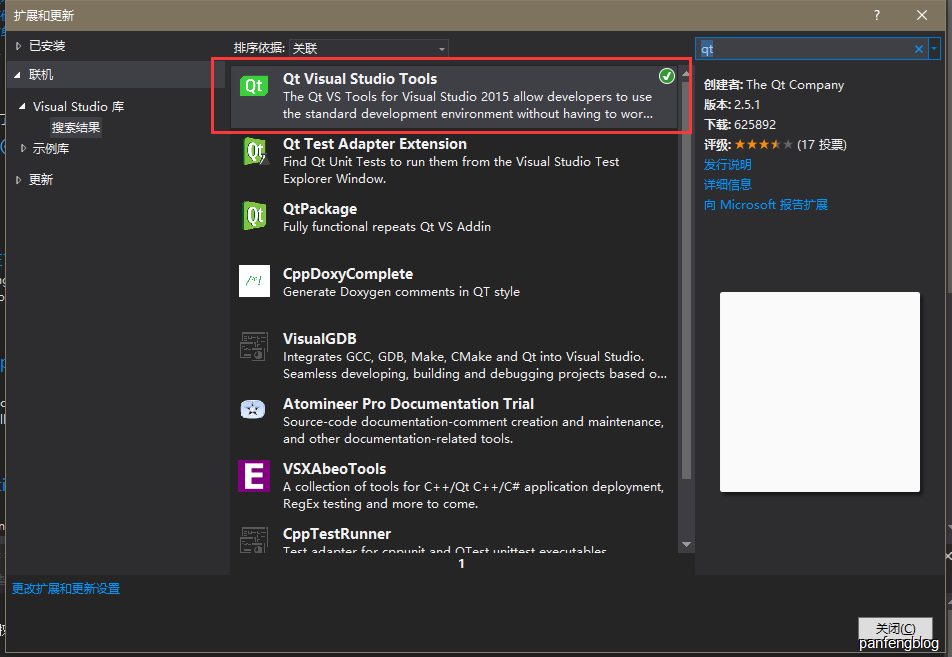 扩展和更新
?
已安装
排序依据: 关联
qt
联机
Visual Studio 库
搜索结果
示例库
更新
Qt Visual Studio Tools
The Qt VS Tools for Visual Studio 2015 allow developers to use
the standard development environment without having to wor...
Qt Test Adapter Extension
Find Qt Unit Tests to run them from the Visual Studio Test
Explorer Window.
QtPackage
Fully functional repeats Qt VS Addin
CppDoxyComplete
Generate Doxygen comments in QT style
VisualGDB
Integrates GCC, GDB, Make, CMake and Qt into Visual Studio.
Seamless developing, building and debugging projects based o...
Atomineer Pro Documentation Trial
Source-code documentation-comment creation and maintenance,
and other documentation-related tools.
VSXAbeoTools
A collection of tools for C++/Qt C++/C# application deployment,
RegEx testing and more to come.
CppTestRunner
Test adapter for cppunit and QTest unittest executables
1
创建者: The Qt Company
版本: 2.5.1
下载: 625892
评级: (17 投票)
发行说明
详细信息
向 Microsoft 报告扩展
更改扩展和更新设置
关闭(C)
panfengblog